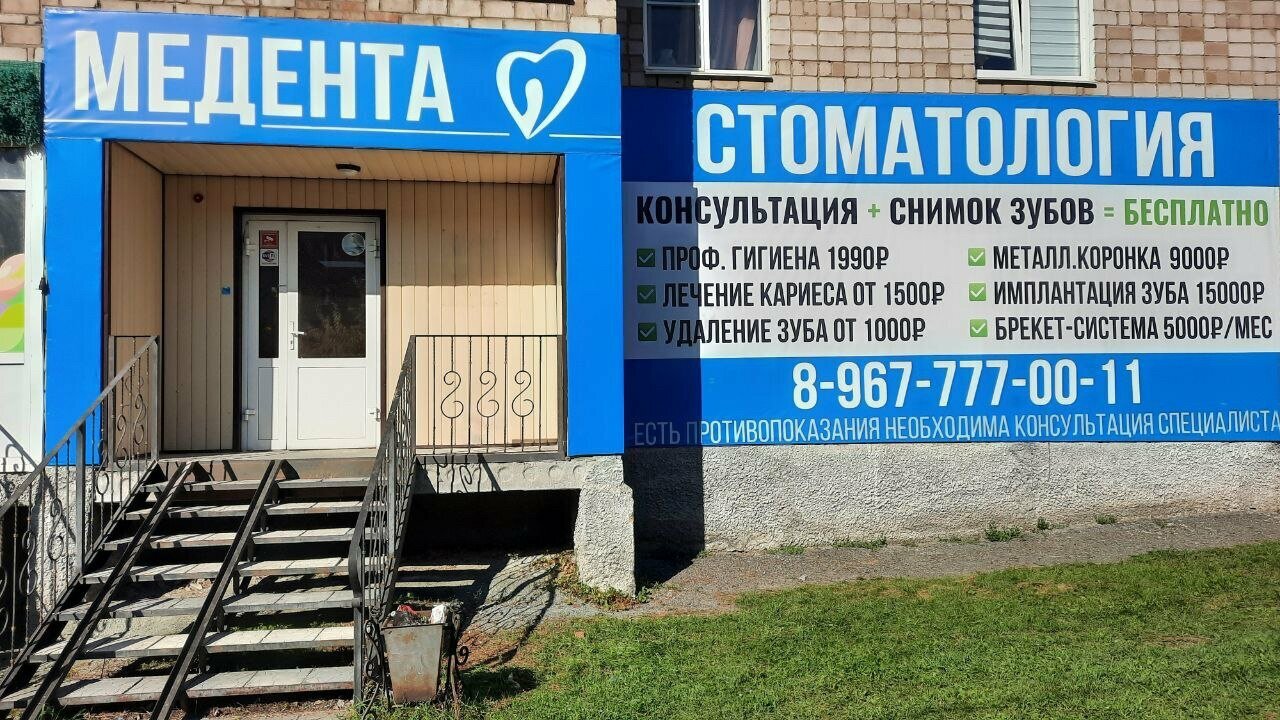 МЕДЕНТА
СТОМАТОЛОГИЯ
КОНСУЛЬТАЦИЯ + СНИМОК ЗУБОВ = БЕСПЛАТНО
ПРОФ. ГИГИЕНА 1990₽
ЛЕЧЕНИЕ КАРИЕСА ОТ 1500₽
УДАЛЕНИЕ ЗУБА ОТ 1000₽
МЕТАЛЛ.КОРОНКА 9000₽
ИМПЛАНТАЦИЯ ЗУБА 15000₽
БРЕКЕТ-СИСТЕМА 5000₽/МЕС
8-967-777-00-11
ЕСТЬ ПРОТИВОПОКАЗАНИЯ НЕОБХОДИМА КОНСУЛЬТАЦИЯ СПЕЦИАЛИСТА